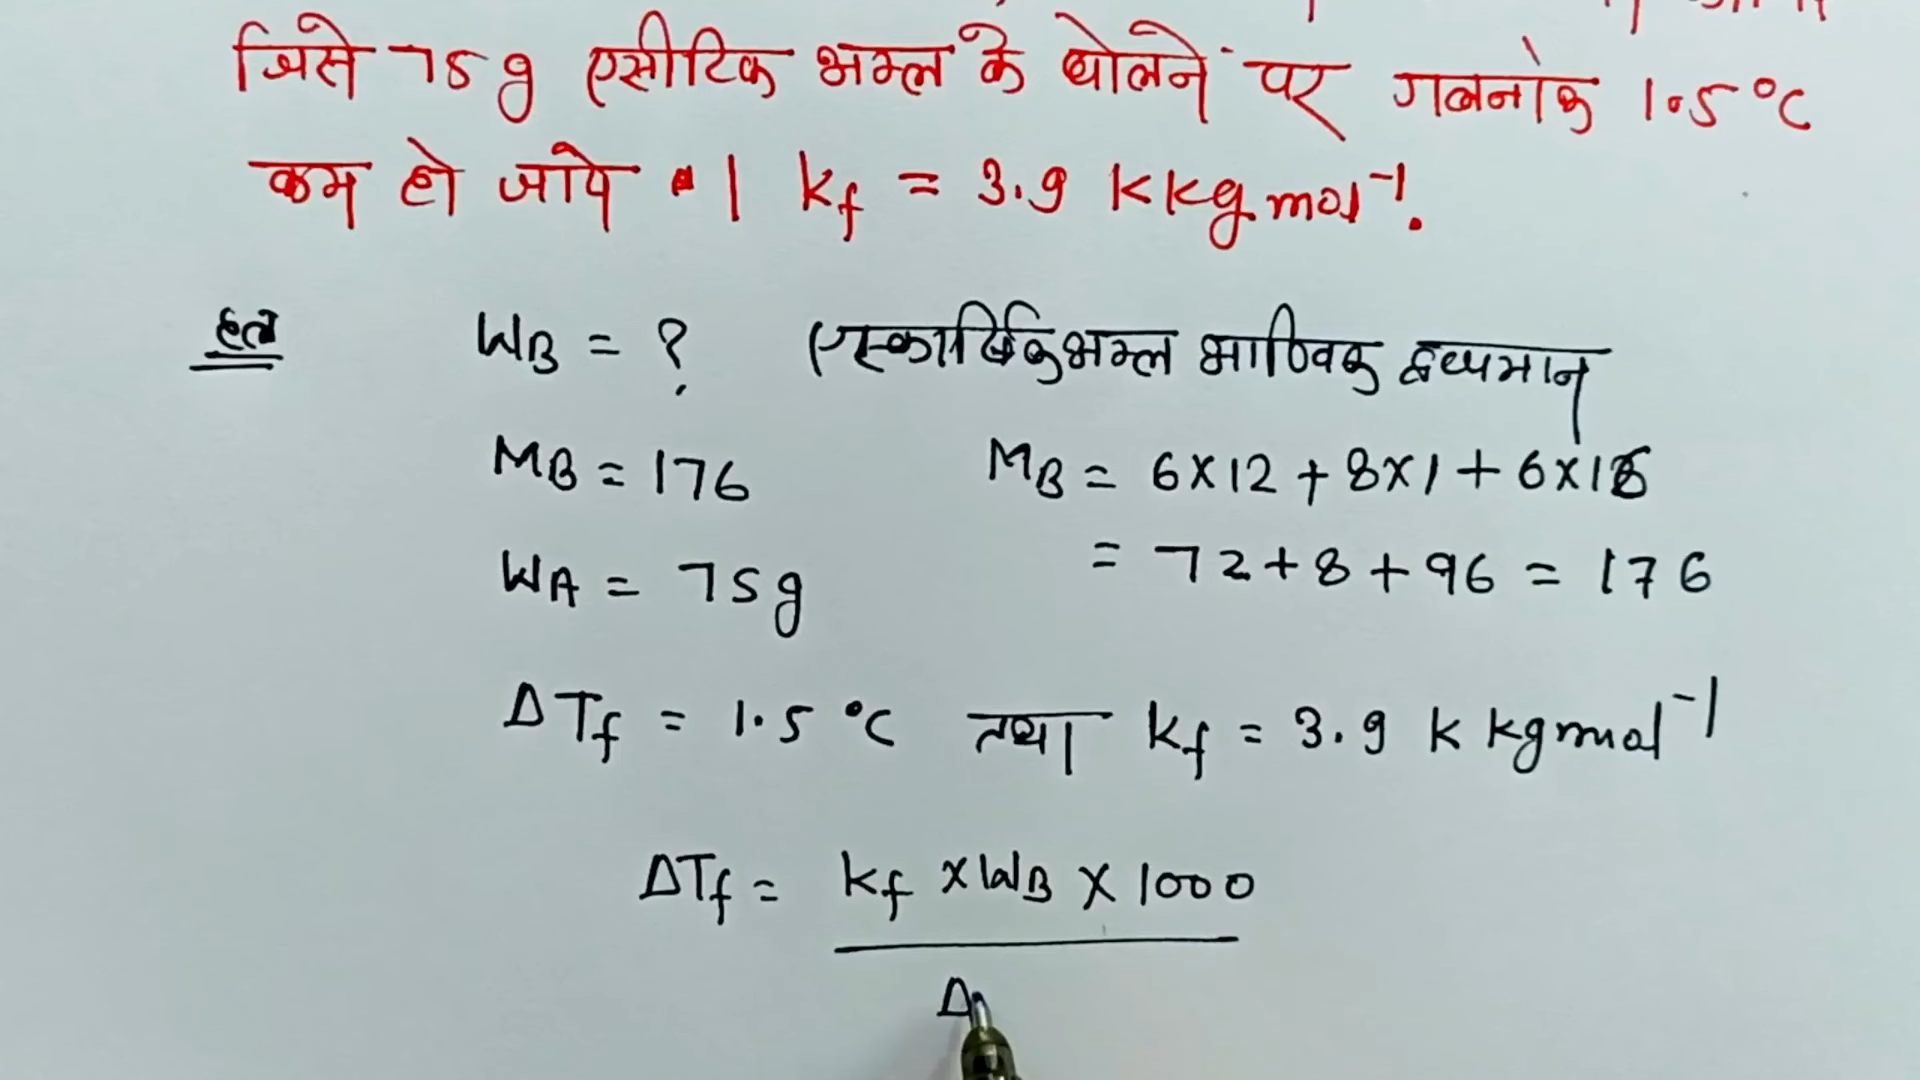 जिसे 75 g एसीटिक अम्ल के घोलने पर गलनांक 1.5°C
कम हो जाये । kf = 3.9 K kg mol⁻¹.
हल WB = ? एस्कार्बिक अम्ल आण्विक द्रव्यमान
MB = 176 MB = 6×12 + 8×1 + 6×16
WA = 75g = 72+8+96 = 176
ΔTf = 1.5 °C तथा kf = 3.9 k kg mol⁻¹
ΔTf = kf × WB × 1000
Δ